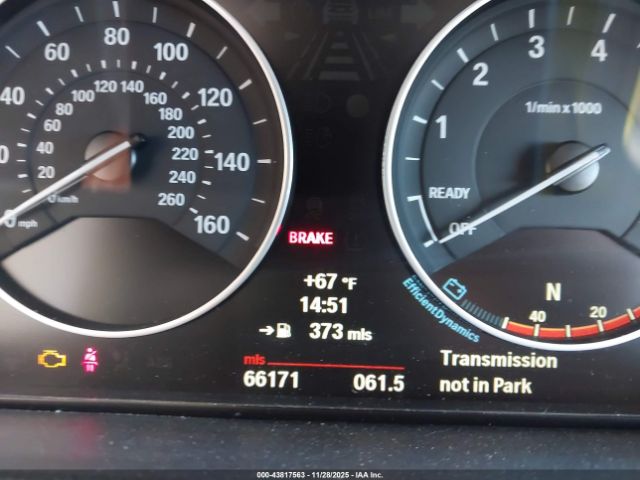 40 60 80 100 120 140 160
20 40 60 80 100 120 140 160 180 200 220 240 260
mph
km/h
1 2 3 4
1/min x 1000
READY
OFF
BRAKE
+67 °F
14:51
373 mls
mls
66171 061.5
EfficientDynamics
N
40 20
Transmission
not in Park
000-43817563 - 11/28/2025 - IAA Inc.